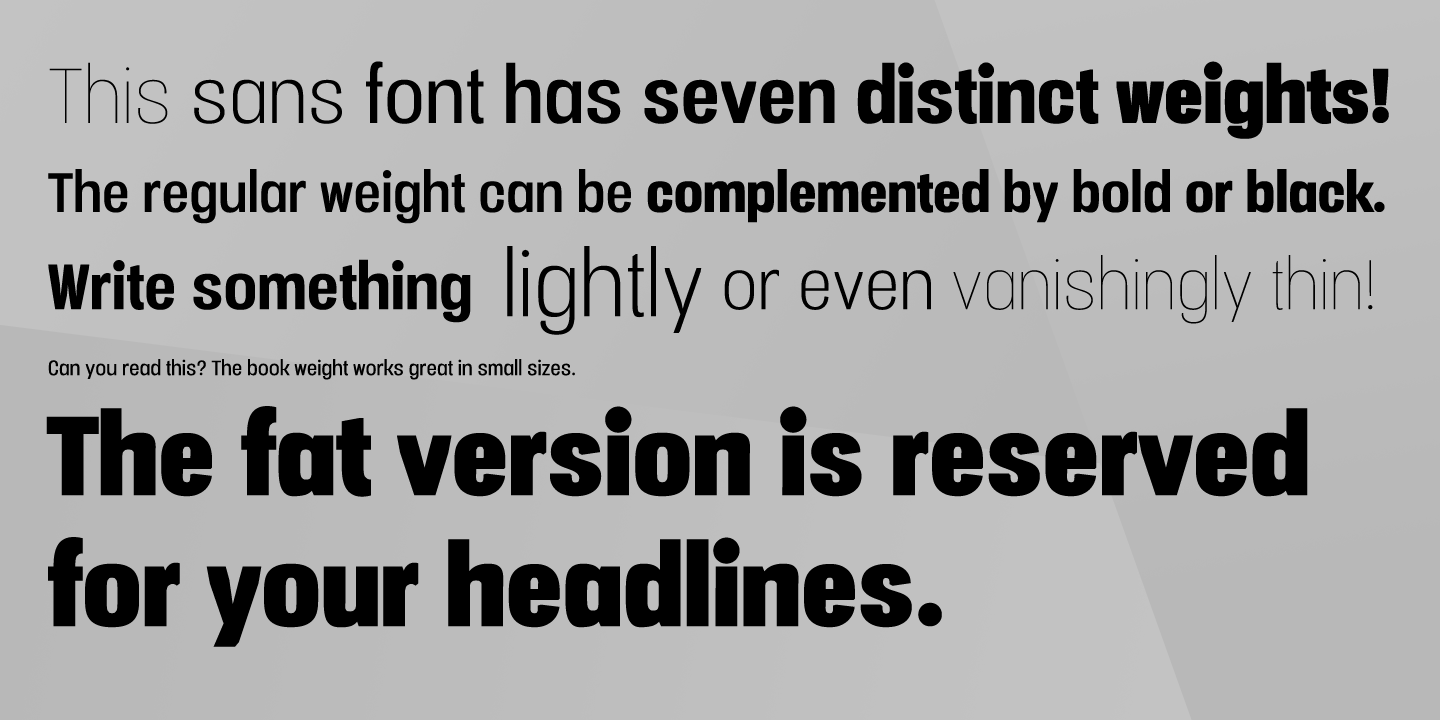 This sans font has seven distinct weights!
The regular weight can be complemented by bold or black.
Write something lightly or even vanishingly thin!
Can you read this? The book weight works great in small sizes.
The fat version is reserved
for your headlines.